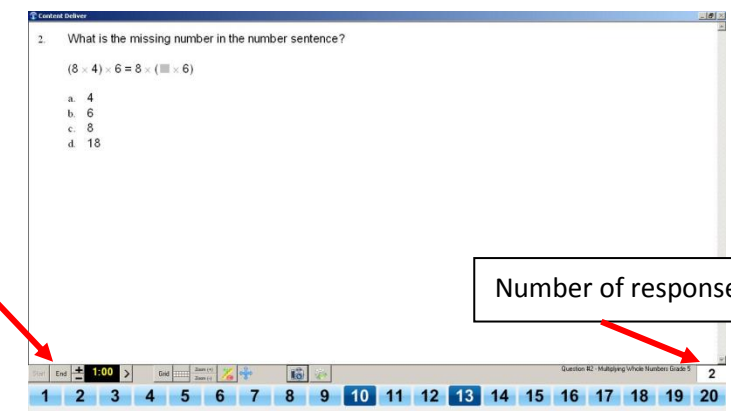 Content Deliver
2. What is the missing number in the number sentence?
(8 × 4) × 6 = 8 × (■ × 6)
a. 4
b. 6
c. 8
d. 18
Number of response
Start End ± 1:00 > Grid Zoom (+) Zoom (-) Question #2 - Multiplying Whole Numbers Grade 5 2
1 2 3 4 5 6 7 8 9 10 11 12 13 14 15 16 17 18 19 20